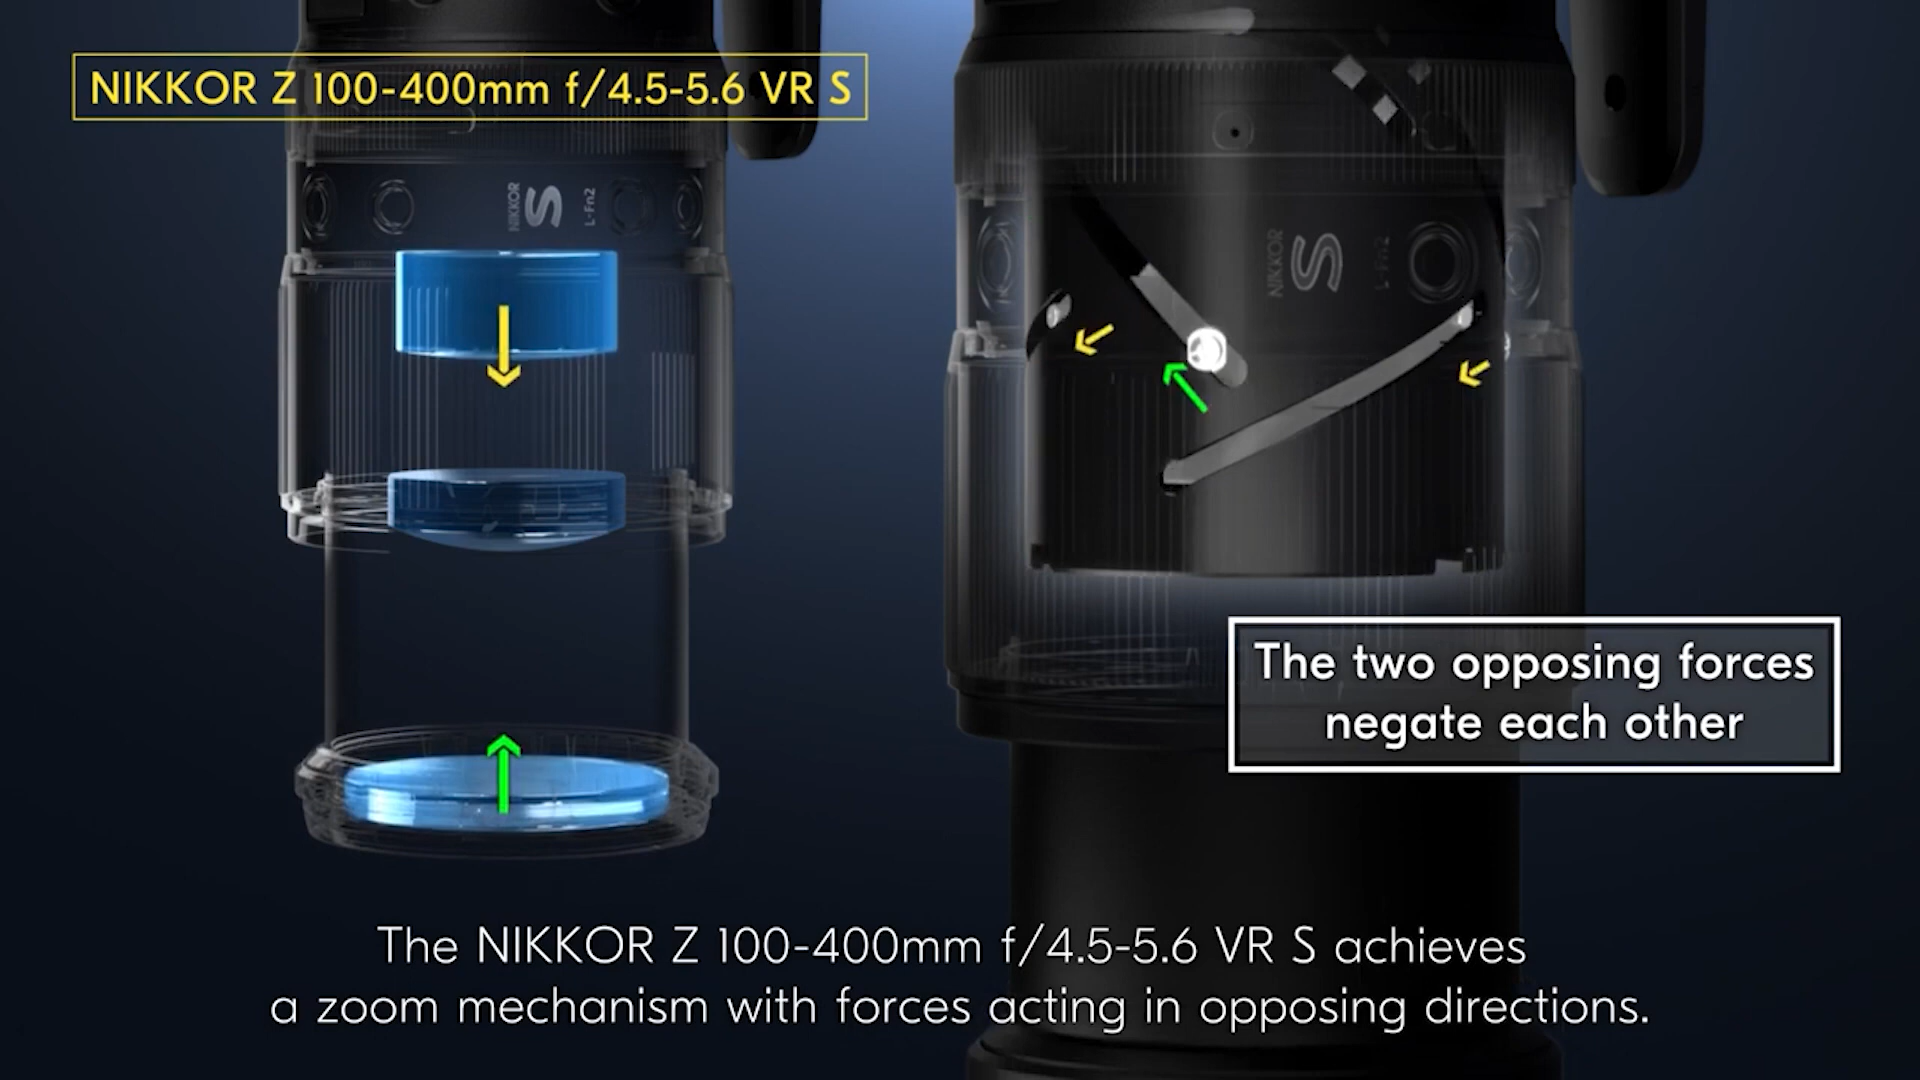 NIKKOR Z 100-400mm f/4.5-5.6 VR S
NIKKOR
S
L-Fn2
NIKKOR
S
L-Fn2
The two opposing forces
negate each other
The NIKKOR Z 100-400mm f/4.5-5.6 VR S achieves
a zoom mechanism with forces acting in opposing directions.